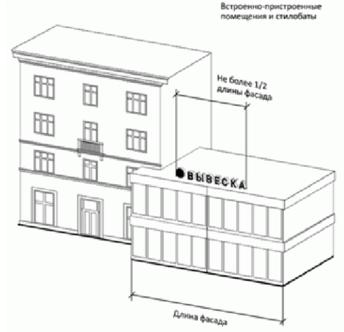 Встроенно-пристроенные
помещения и стилобаты
Не более 1/2
длины фасада
ВЫВЕСКА
Длина фасада